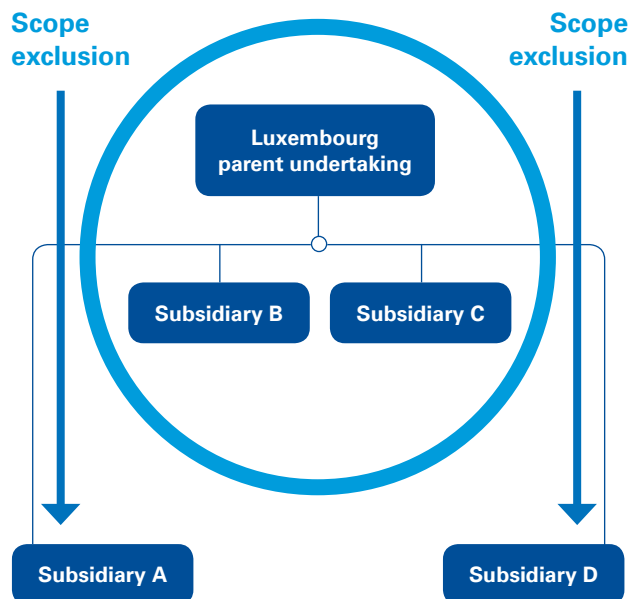 Scope
exclusion
Scope
exclusion
Luxembourg
parent undertaking
Subsidiary B
Subsidiary C
Subsidiary A
Subsidiary D